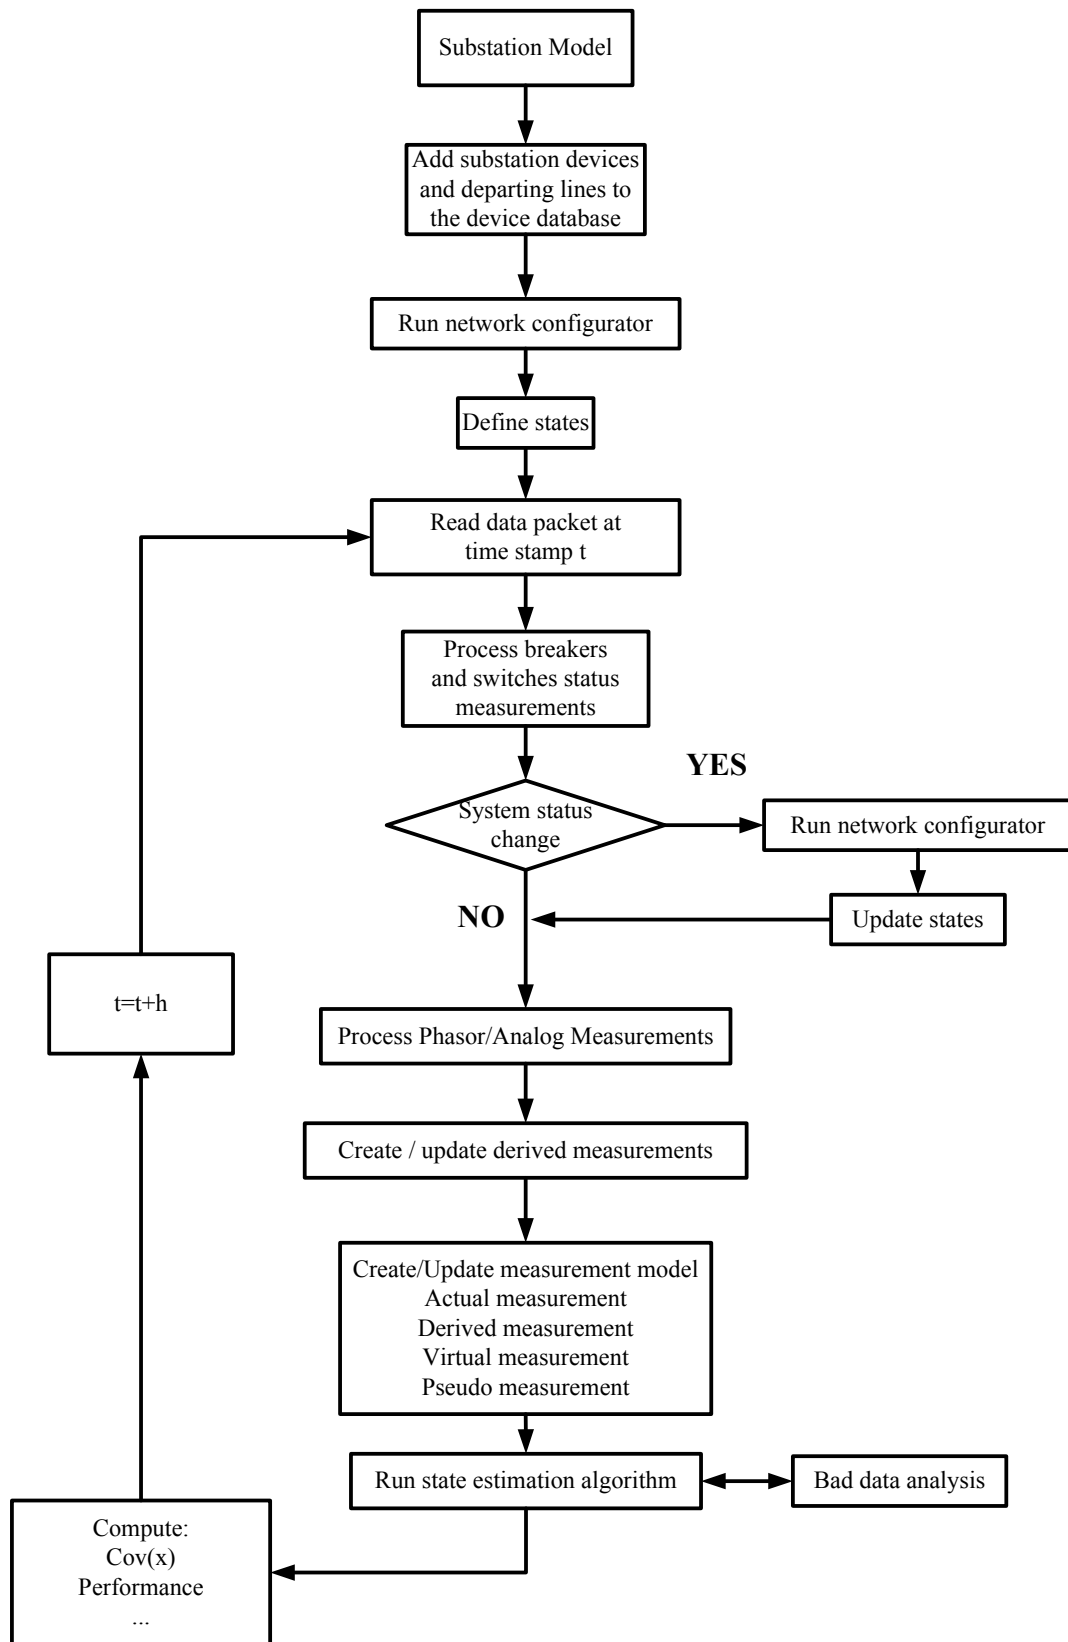 Substation Model
Add substation devices
and departing lines to
the device database
Run network configurator
Define states
Read data packet at
time stamp t
Process breakers
and switches status
measurements
YES
System status
change
Run network configurator
NO
Update states
t=t+h
Process Phasor/Analog Measurements
Create / update derived measurements
Create/Update measurement model
Actual measurement
Derived measurement
Virtual measurement
Pseudo measurement
Run state estimation algorithm
Bad data analysis
Compute:
Cov(x)
Performance
...